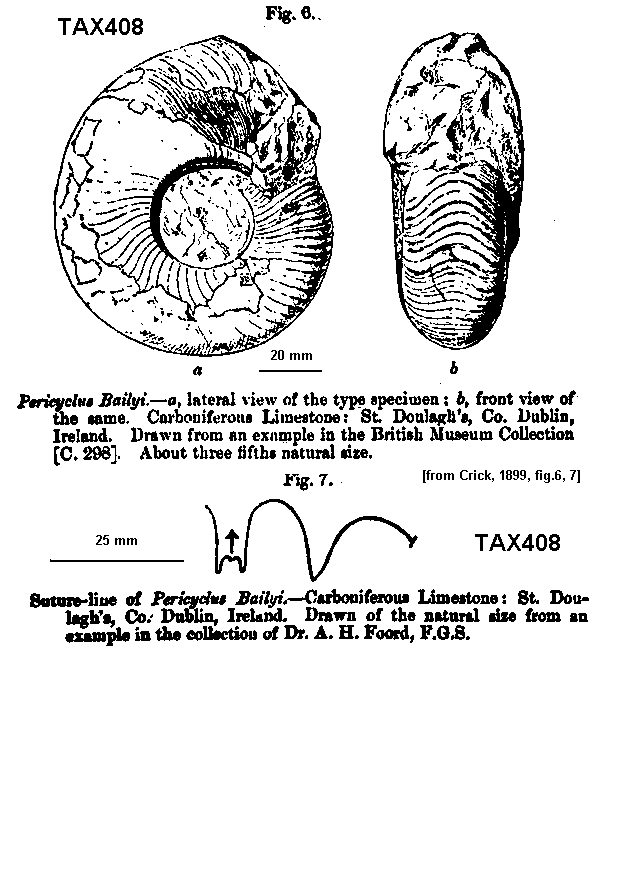 Fig. 6.
TAX408
20 mm
a
b
Pericyclus Bailyi.—a, lateral view of the type specimen; b, front view of
the same. Carboniferous Limestone: St. Doulagh's, Co. Dublin,
Ireland. Drawn from an example in the British Museum Collection
[C. 298]. About three fifths natural size.
Fig. 7.
[from Crick, 1899, fig.6, 7]
25 mm
TAX408
Suture-line of Pericyclus Bailyi.—Carboniferous Limestone: St. Dou-
lagh's, Co. Dublin, Ireland. Drawn of the natural size from an
example in the collection of Dr. A. H. Foord, F.G.S.